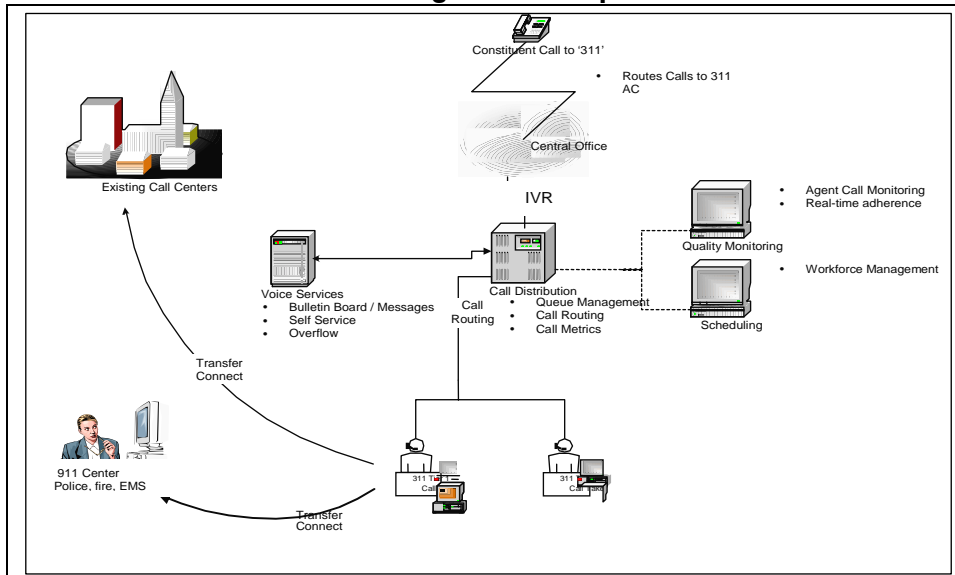 Constituent Call to '311'
• Routes Calls to 311
AC
Central Office
Existing Call Centers
IVR
• Agent Call Monitoring
• Real-time adherence
Quality Monitoring
Voice Services
• Bulletin Board / Messages
• Self Service
• Overflow
Call Distribution
• Queue Management
• Call Routing
• Call Metrics
Call
Routing
• Workforce Management
Scheduling
Transfer
Connect
911 Center
Police, fire, EMS
Transfer
Connect
311
Call
311
Call